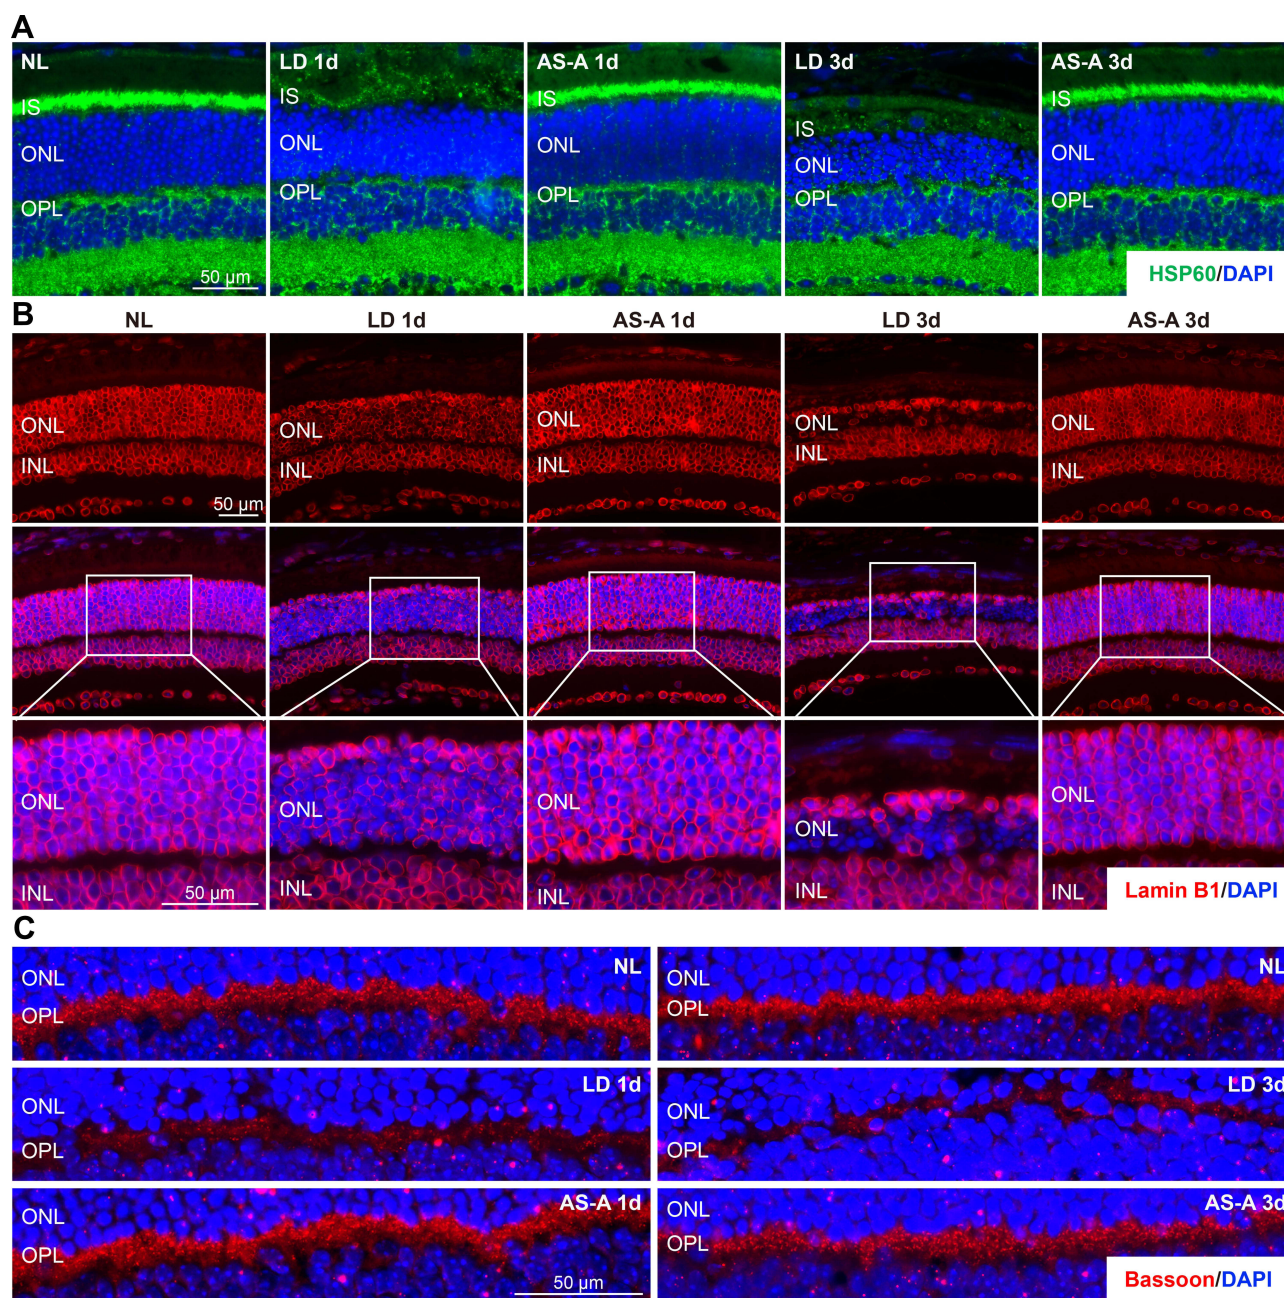 A
NL
LD 1d
AS-A 1d
LD 3d
AS-A 3d
IS
IS
IS
IS
IS
ONL
ONL
ONL
ONL
ONL
OPL
OPL
OPL
OPL
OPL
50 µm
HSP60/DAPI
B
NL
LD 1d
AS-A 1d
LD 3d
AS-A 3d
ONL
ONL
ONL
ONL
ONL
INL
INL
INL
INL
INL
50 µm
ONL
ONL
ONL
ONL
ONL
INL
INL
INL
INL
50 µm
Lamin B1/DAPI
C
ONL
NL
OPL
ONL
NL
OPL
LD 1d
ONL
OPL
LD 3d
ONL
OPL
AS-A 1d
ONL
OPL
50 µm
AS-A 3d
ONL
OPL
Bassoon/DAPI